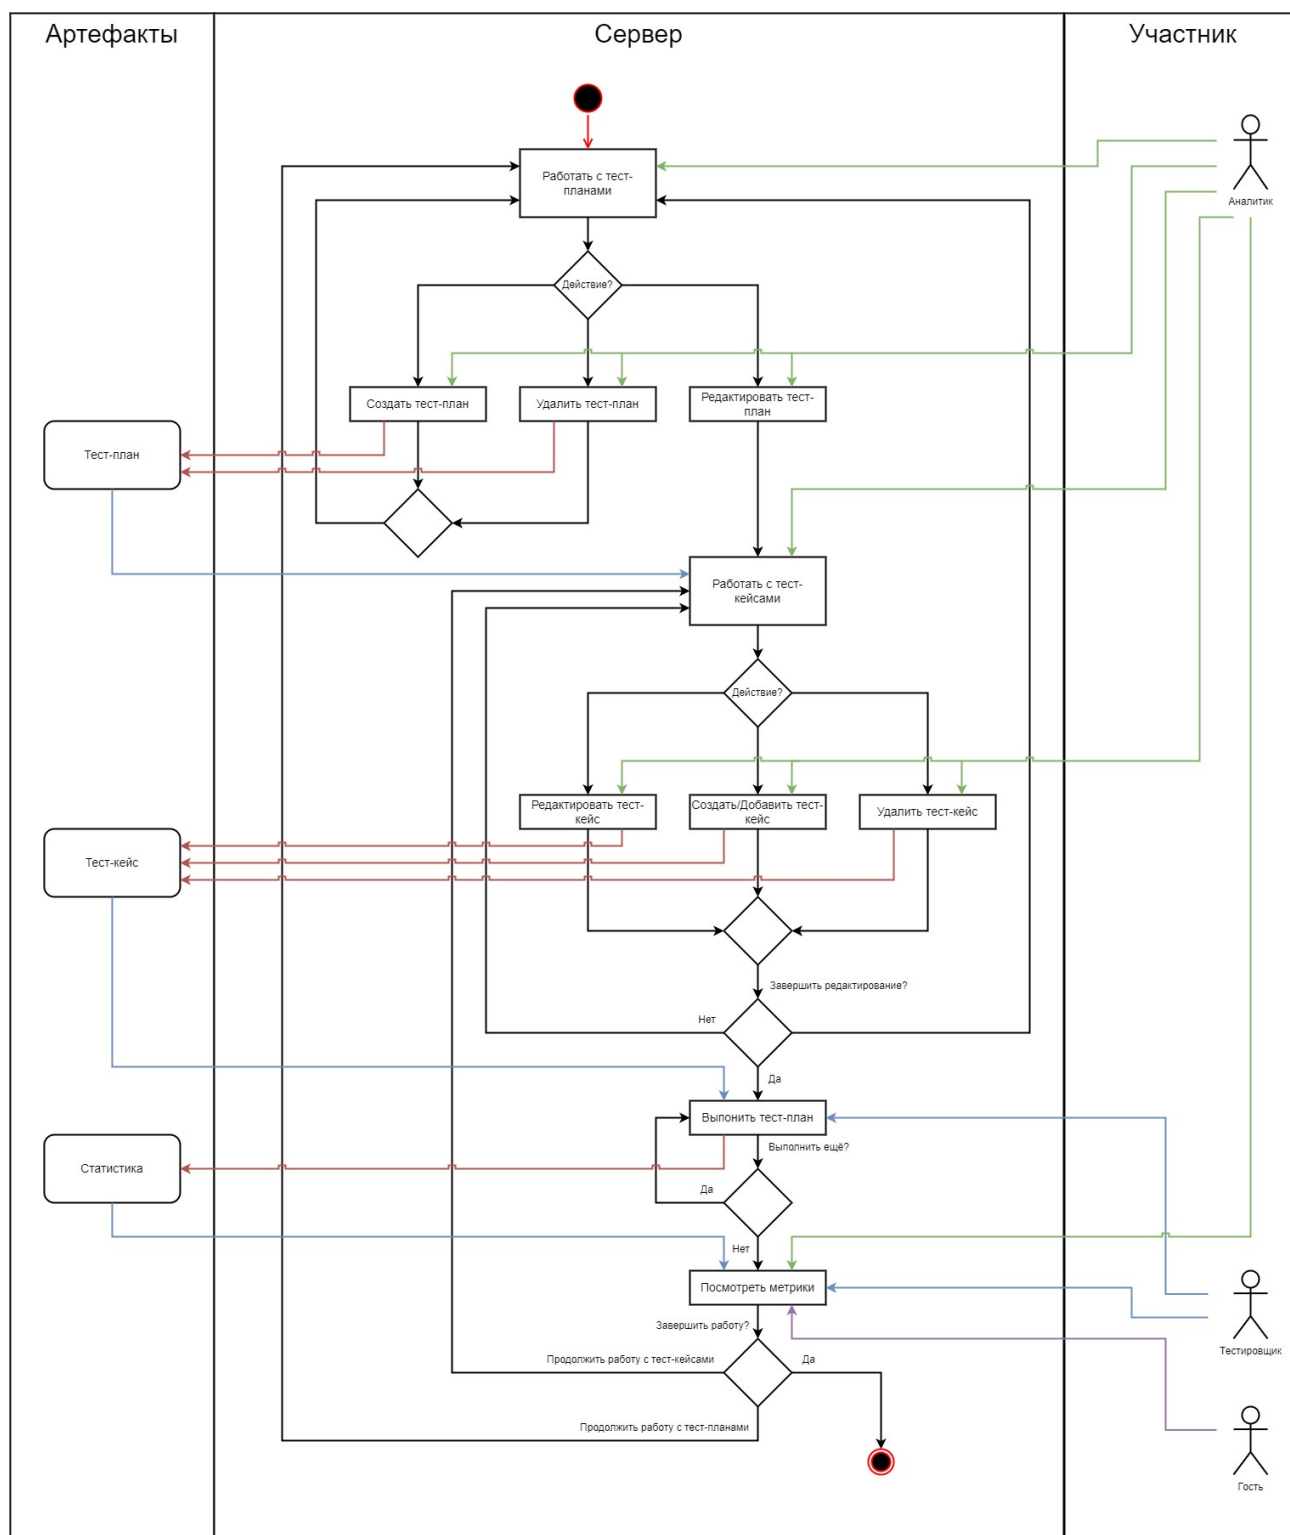 Артефакты
Сервер
Участник
Работать с тест-
планами
Аналитик
Действие?
Создать тест-план
Удалить тест-план
Редактировать тест-
план
Тест-план
Работать с тест-
кейсами
Действие?
Редактировать тест-
кейс
Создать/Добавить тест-
кейс
Удалить тест-кейс
Тест-кейс
Завершить редактирование?
Нет
Да
Выпонить тест-план
Выполнить ещё?
Статистика
Да
Нет
Посмотреть метрики
Завершить работу?
Тестировщик
Продолжить работу с тест-кейсами
Да
Продолжить работу с тест-планами
Гость